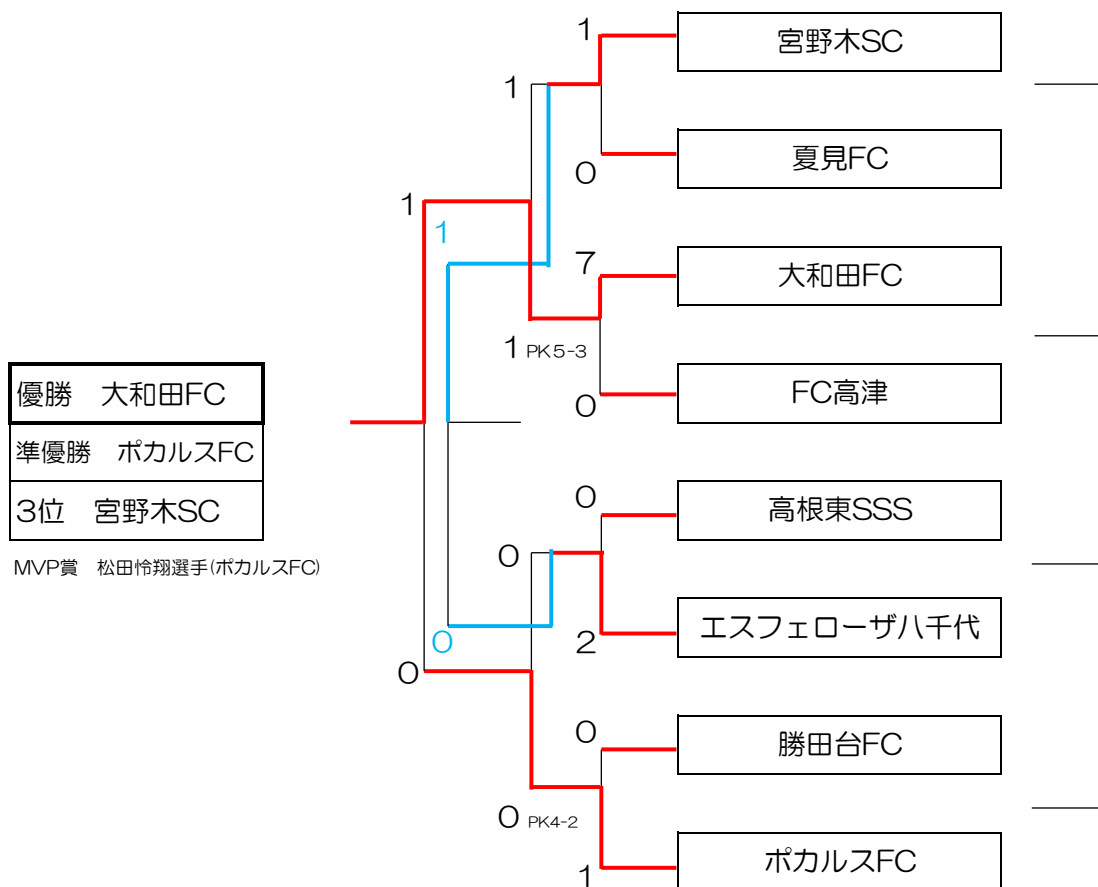 1
宮野木SC
1
0
夏見FC
1
1
7
大和田FC
1 PK5-3
0
FC高津
優勝 大和田FC
準優勝 ポカルスFC
3位 宮野木SC
MVP賞 松田怜翔選手(ポカルスFC)
0
高根東SSS
0
2
エスフェローザ八千代
0
0
0
勝田台FC
0 PK4-2
1
ポカルスFC